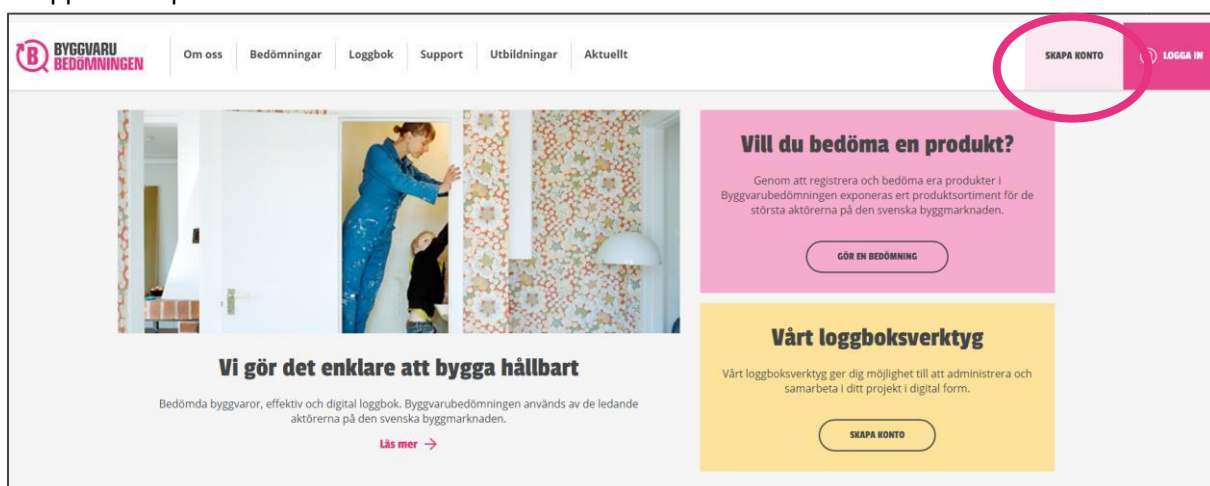 BYGGVARU
BEDÖMNINGEN
Om oss
Bedömningar
Loggbok
Support
Utbildningar
Aktuellt
SKAPA KONTO
LOGGA IN
Vi gör det enklare att bygga hållbart
Bedömda byggvaror, effektiv och digital loggbok. Byggvarubedömningen används av de ledande
aktörerna på den svenska byggmarknaden.
Läs mer →
Vill du bedöma en produkt?
Genom att registrera och bedöma era produkter i
Byggvarubedömningen exponeras ert produktsortiment för de
största aktörerna på den svenska byggmarknaden.
GÖR EN BEDÖMNING
Vårt loggboksverktyg
Vårt loggboksverktyg ger dig möjlighet till att administrera och
samarbeta i ditt projekt i digital form.
SKAPA KONTO